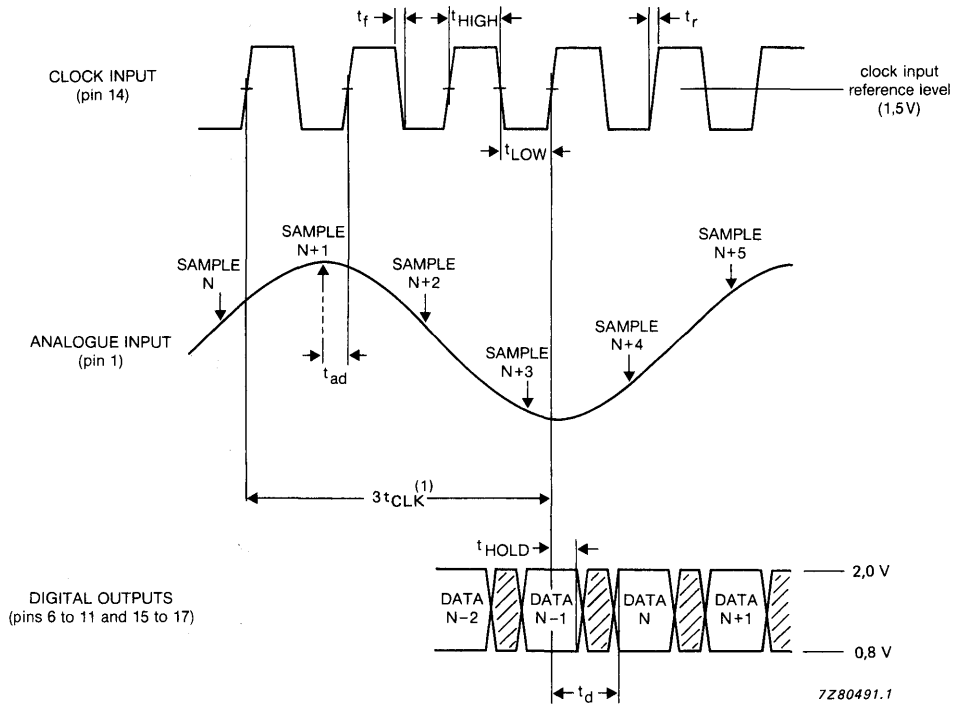 t_f
t_HIGH
t_r
CLOCK INPUT
(pin 14)
clock input
reference level
(1,5 V)
t_LOW
SAMPLE
N
SAMPLE
N+1
SAMPLE
N+2
SAMPLE
N+3
SAMPLE
N+4
SAMPLE
N+5
ANALOGUE INPUT
(pin 1)
t_ad
3 t_CLK (1)
t_HOLD
DIGITAL OUTPUTS
(pins 6 to 11 and 15 to 17)
DATA
N-2
DATA
N-1
DATA
N
DATA
N+1
2,0 V
0,8 V
t_d
7Z80491.1